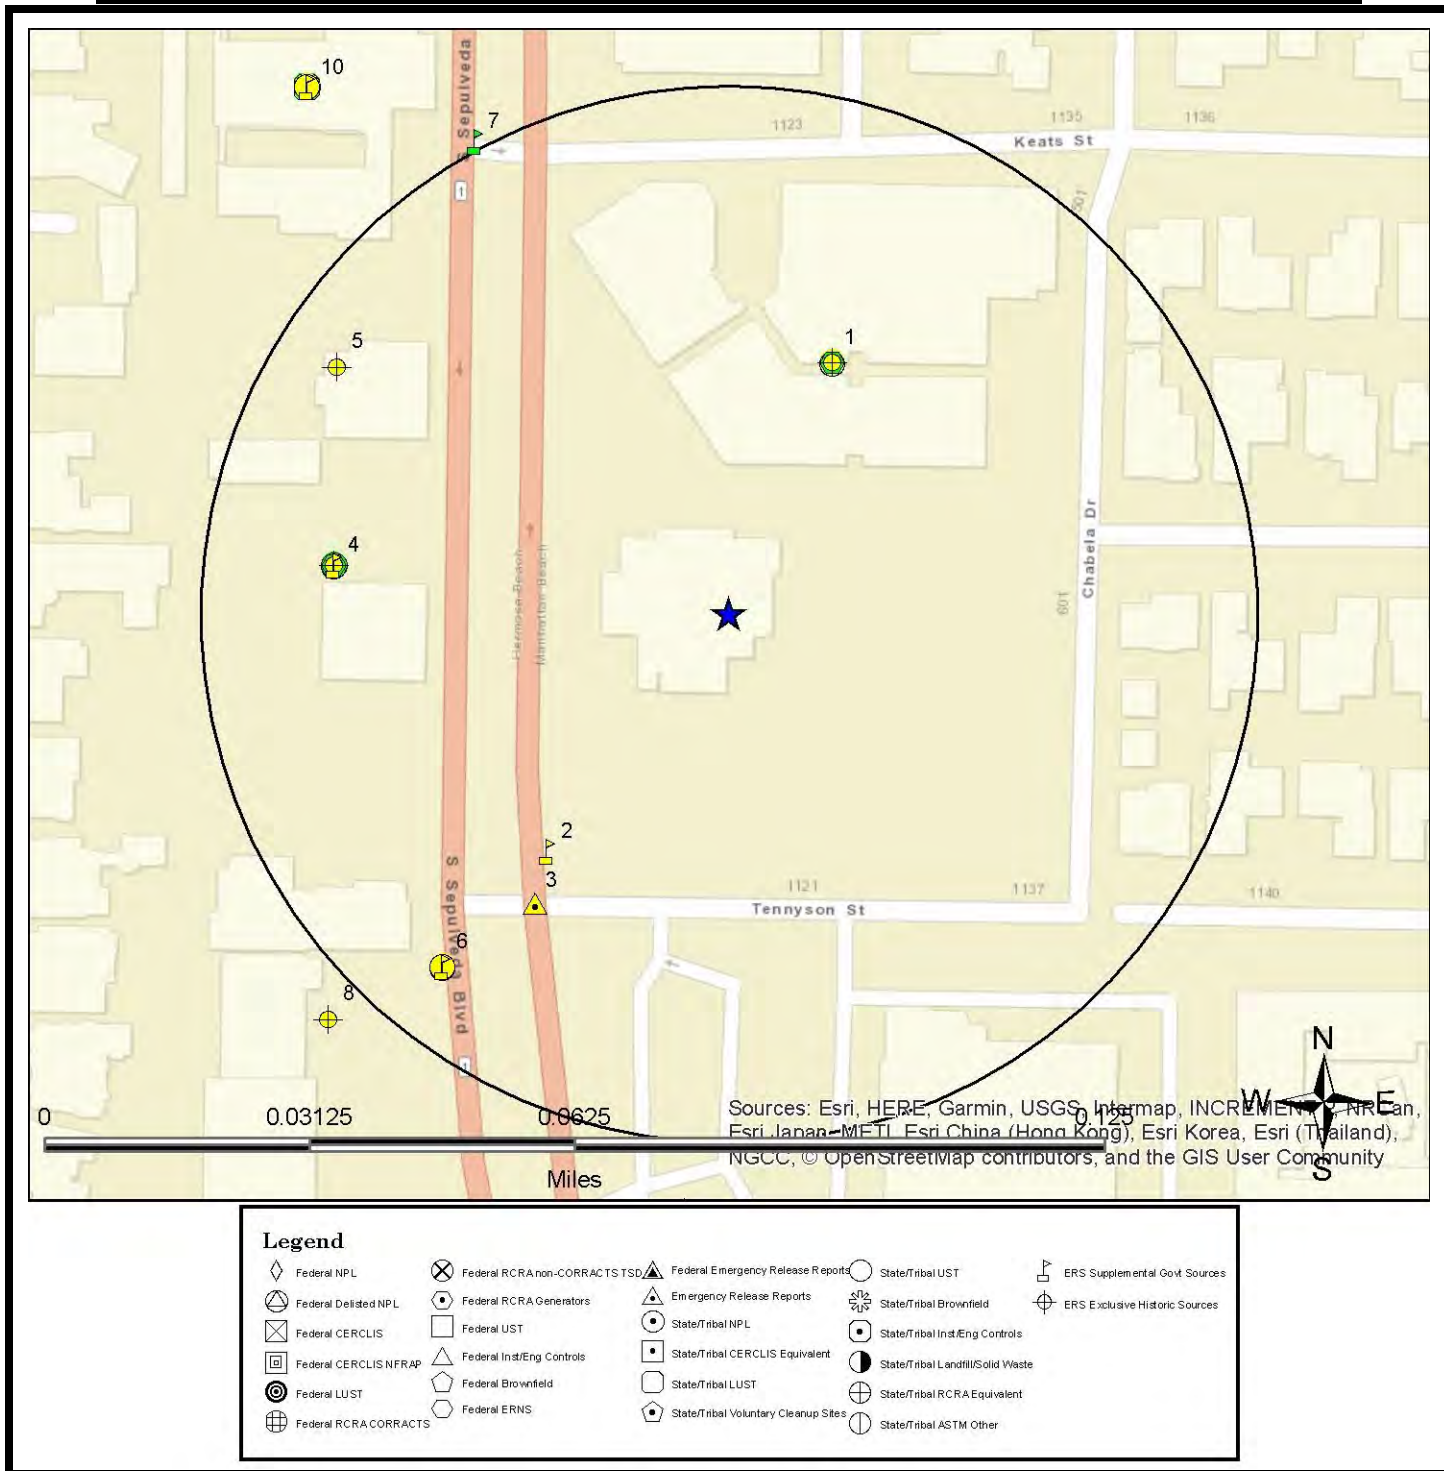 10
S Sepulveda
7
1123
1135
1136
Keats St
1
501
5
1
4
Hermosa Beach
Manhattan Beach
Chabela Dr
601
2
3
1121
1137
1140
Tennyson St
S Sepulveda Blvd
6
8
1
N
W
E
S
0
0.03125
0.0625
0.125
Miles
Sources: Esri, HERE, Garmin, USGS, Intermap,
Esri Japan, METI, Esri China (Hong Kong), Esri Korea, Esri (Thailand),
NGCC, © OpenStreetMap contributors, and the GIS User Community
Legend
Federal NPL
Federal Delisted NPL
Federal CERCLIS
Federal CERCLIS NFRAP
Federal LUST
Federal RCRA CORRACTS
Federal RCRA non-CORRACTS TSD
Federal RCRA Generators
Federal UST
Federal Inst/Eng Controls
Federal Brownfield
Federal ERNS
Federal Emergency Release Reports
Emergency Release Reports
State/Tribal NPL
State/Tribal CERCLIS Equivalent
State/Tribal LUST
State/Tribal Voluntary Cleanup Sites
State/Tribal UST
State/Tribal Brownfield
State/Tribal Inst/Eng Controls
State/Tribal Landfill/Solid Waste
State/Tribal RCRA Equivalent
State/Tribal ASTM Other
ERS Supplemental Govt Sources
ERS Exclusive Historic Sources